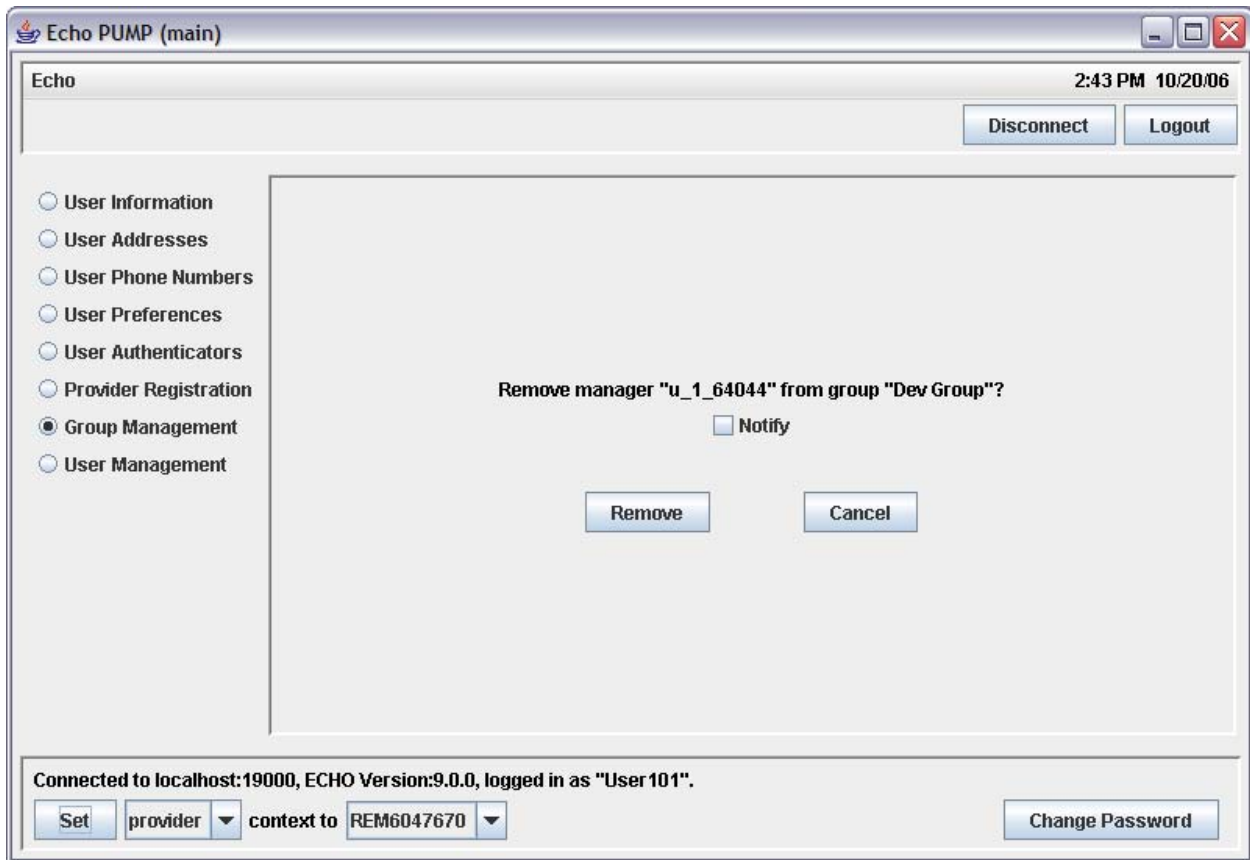 Echo PUMP (main)
Echo 2:43 PM 10/20/06
Disconnect Logout
User Information
User Addresses
User Phone Numbers
User Preferences
User Authenticators
Provider Registration
Group Management
User Management
Remove manager "u_1_64044" from group "Dev Group"?
Notify
Remove Cancel
Connected to localhost:19000, ECHO Version:9.0.0, logged in as "User101".
Set provider context to REM6047670 Change Password